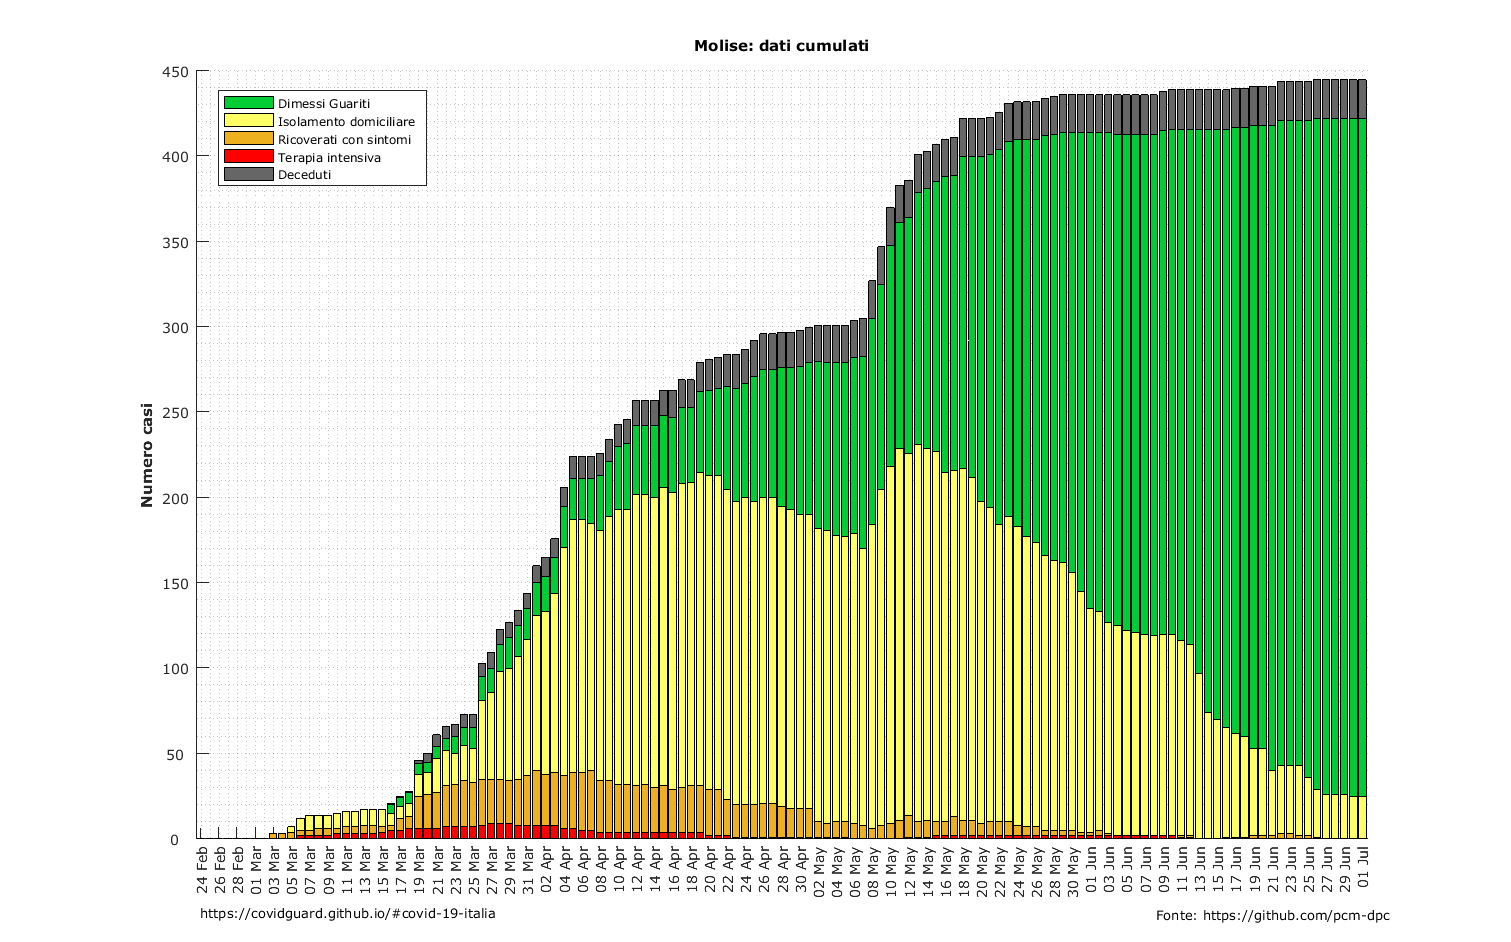 Molise: dati cumulati
Dimessi Guariti
Isolamento domiciliare
Ricoverati con sintomi
Terapia intensiva
Deceduti
Numero casi
450
400
350
300
250
200
150
100
50
0
24 Feb
26 Feb
28 Feb
01 Mar
03 Mar
05 Mar
07 Mar
09 Mar
11 Mar
13 Mar
15 Mar
17 Mar
19 Mar
21 Mar
23 Mar
25 Mar
27 Mar
29 Mar
31 Mar
02 Apr
04 Apr
06 Apr
08 Apr
10 Apr
12 Apr
14 Apr
16 Apr
18 Apr
20 Apr
22 Apr
24 Apr
26 Apr
28 Apr
30 Apr
02 May
04 May
06 May
08 May
10 May
12 May
14 May
16 May
18 May
20 May
22 May
24 May
26 May
28 May
30 May
01 Jun
03 Jun
05 Jun
07 Jun
09 Jun
11 Jun
13 Jun
15 Jun
17 Jun
19 Jun
21 Jun
23 Jun
25 Jun
27 Jun
29 Jun
01 Jul
https://covidguard.github.io/#covid-19-italia
Fonte: https://github.com/pcm-dpc